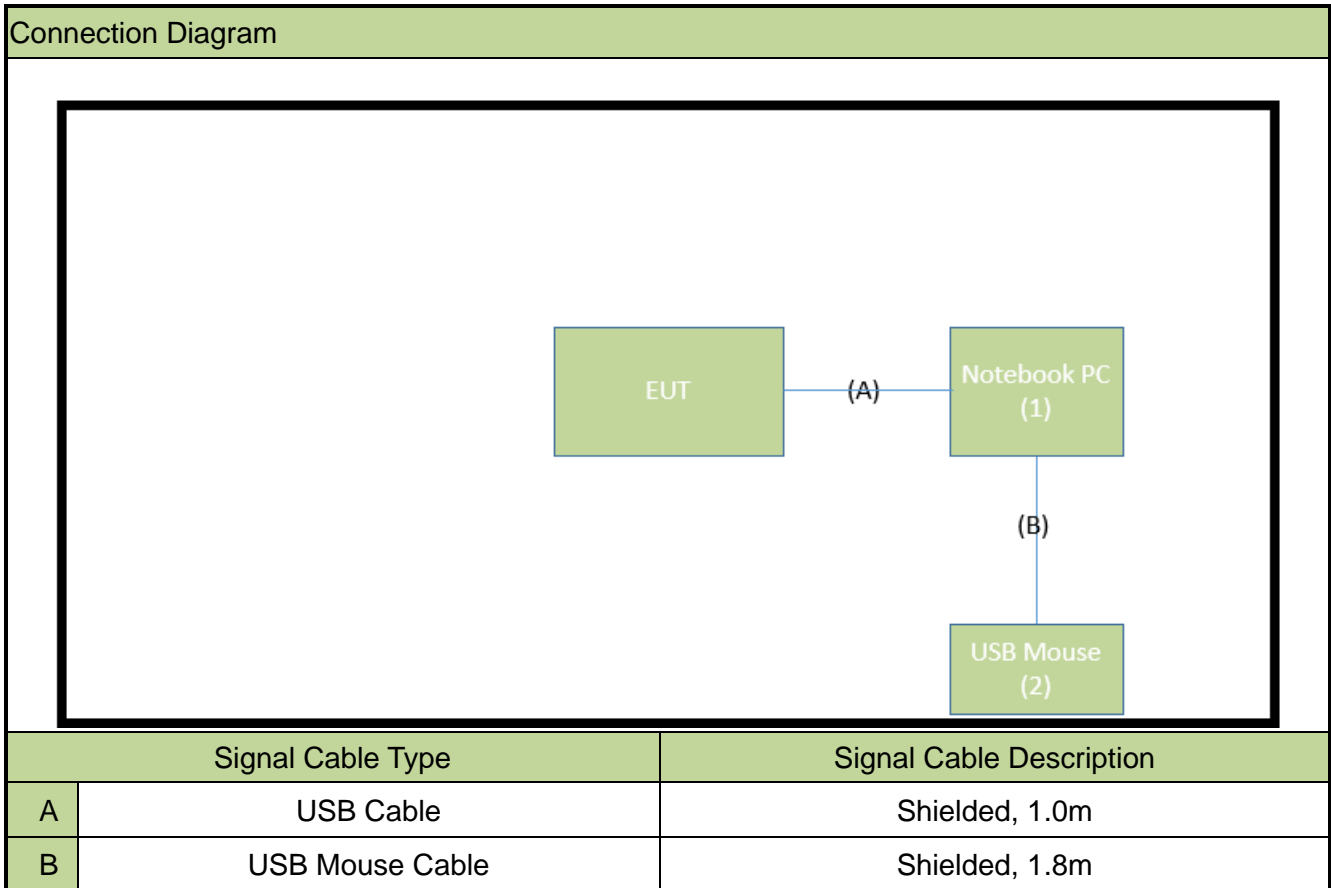 Connection Diagram
EUT
(A)
Notebook PC
(1)
(B)
USB Mouse
(2)
Signal Cable Type Signal Cable Description
A USB Cable Shielded, 1.0m
B USB Mouse Cable Shielded, 1.8m